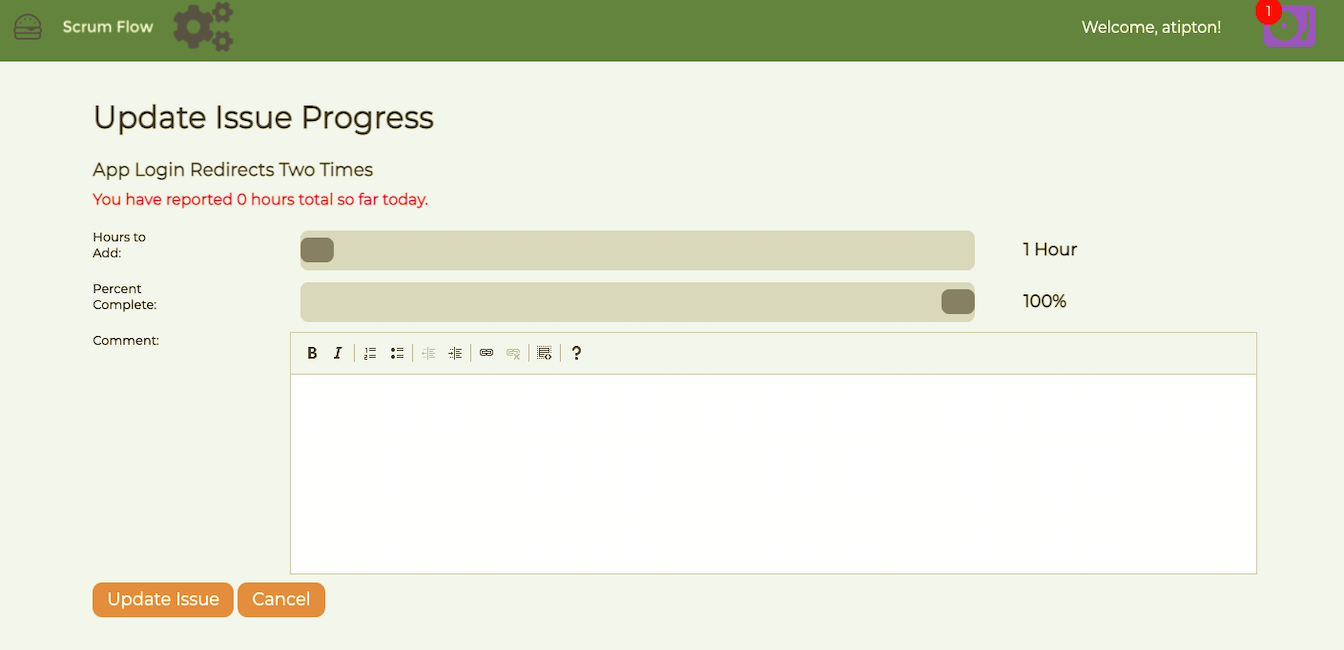 Scrum Flow
Welcome, atipton!
1
Update Issue Progress
App Login Redirects Two Times
You have reported 0 hours total so far today.
Hours to
Add:
1 Hour
Percent
Complete:
100%
Comment:
B I ?
Update Issue Cancel